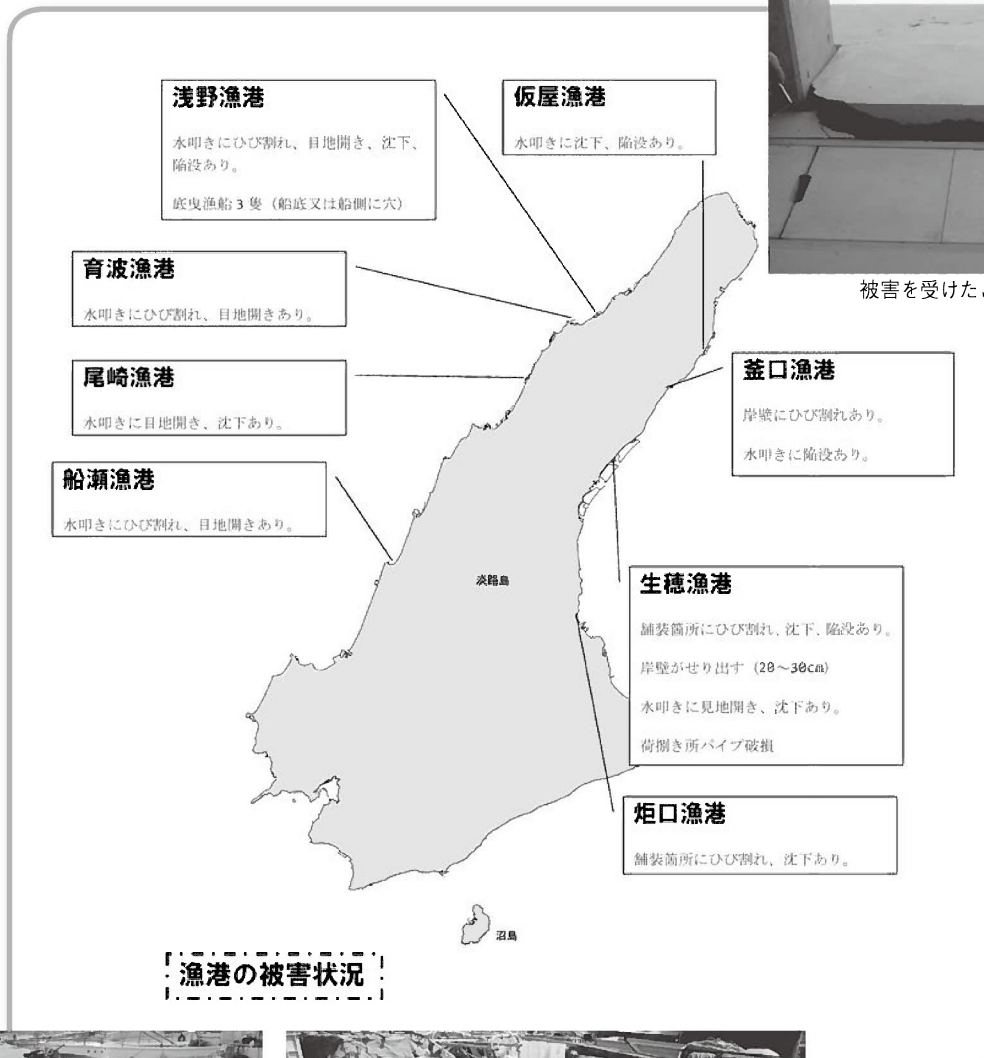 浅野漁港
水叩きにひび割れ、目地開き、沈下、
陥没あり。
底曳漁船3隻（船底又は船側に穴）
仮屋漁港
水叩きに沈下、陥没あり。
被害を受けた
育波漁港
水叩きにひび割れ、目地開きあり。
尾崎漁港
水叩きに目地開き、沈下あり。
釜口漁港
岸壁にひび割れあり。
水叩きに陥没あり。
船瀬漁港
水叩きにひび割れ、目地開きあり。
淡路島
生穂漁港
舗装箇所にひび割れ、沈下、陥没あり。
岸壁がせり出す（20～30cm）
水叩きに見地開き、沈下あり。
荷捌き所パイプ破損
炬口漁港
舗装箇所にひび割れ、沈下あり。
沼島
漁港の被害状況